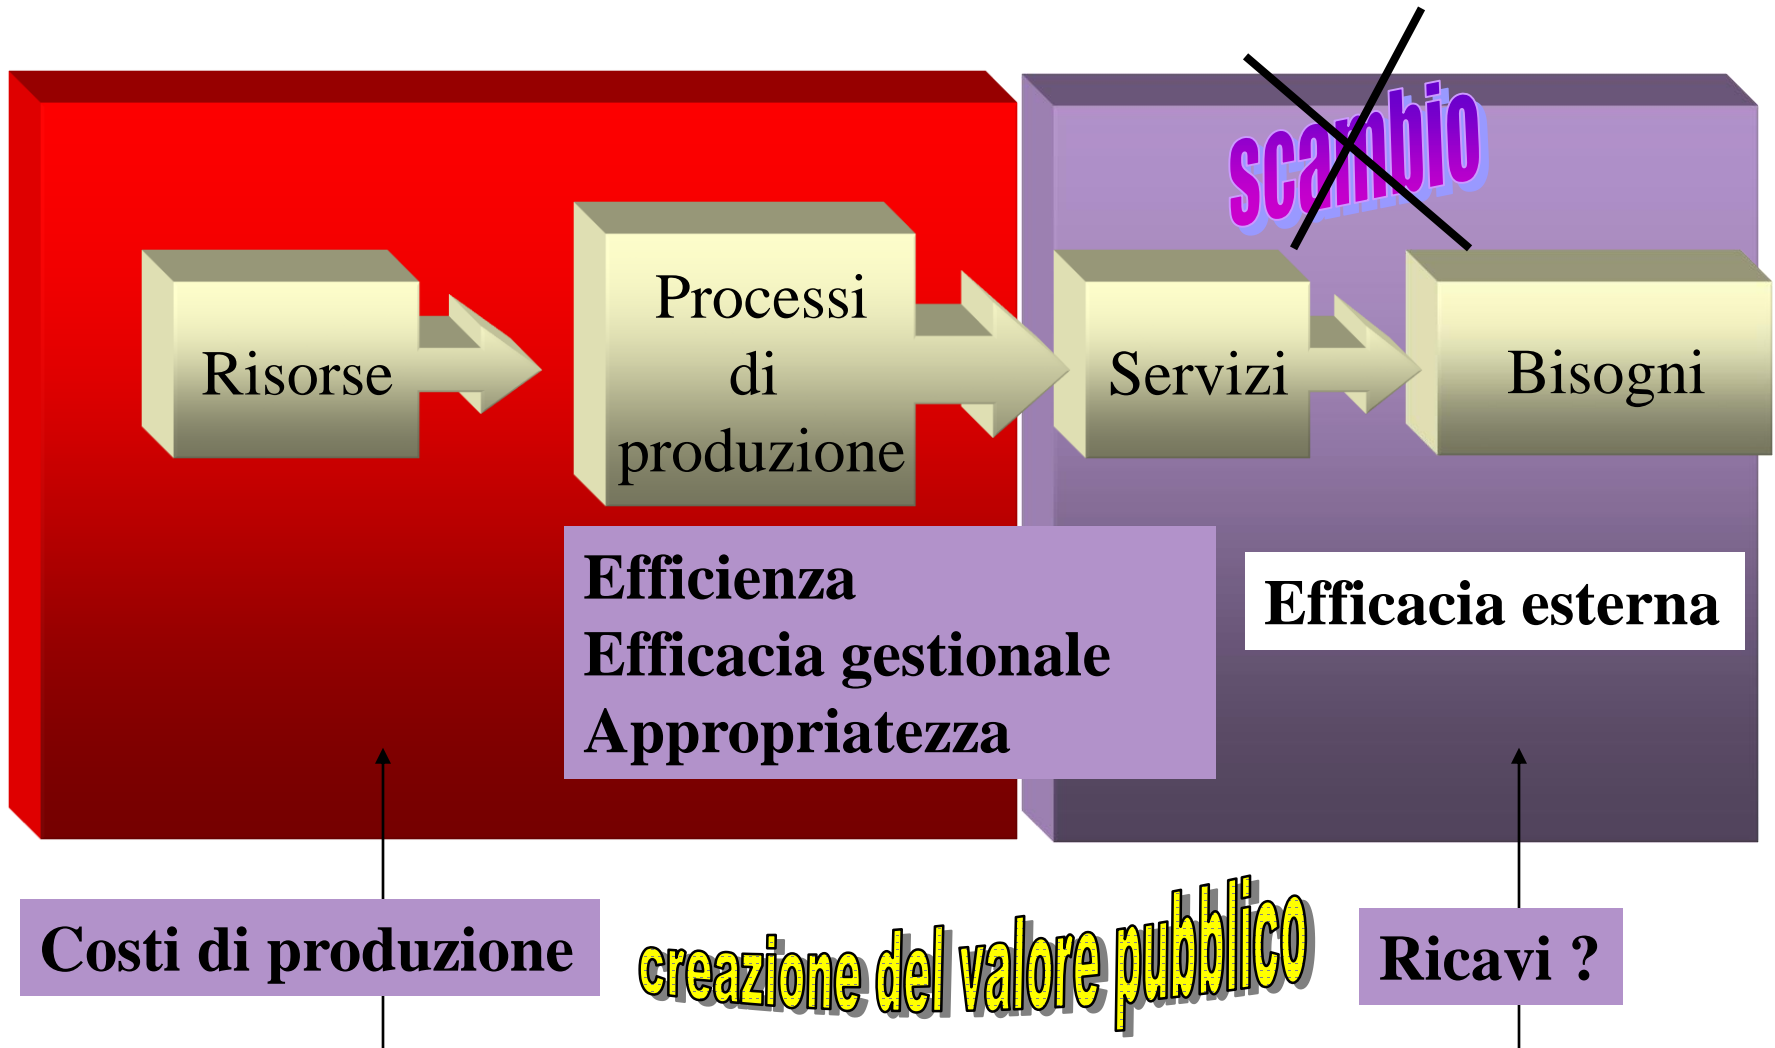 scambio
Risorse
Processi
di
produzione
Servizi
Bisogni
Efficienza
Efficacia gestionale
Appropriatezza
Efficacia esterna
Costi di produzione
creazione del valore pubblico
Ricavi ?